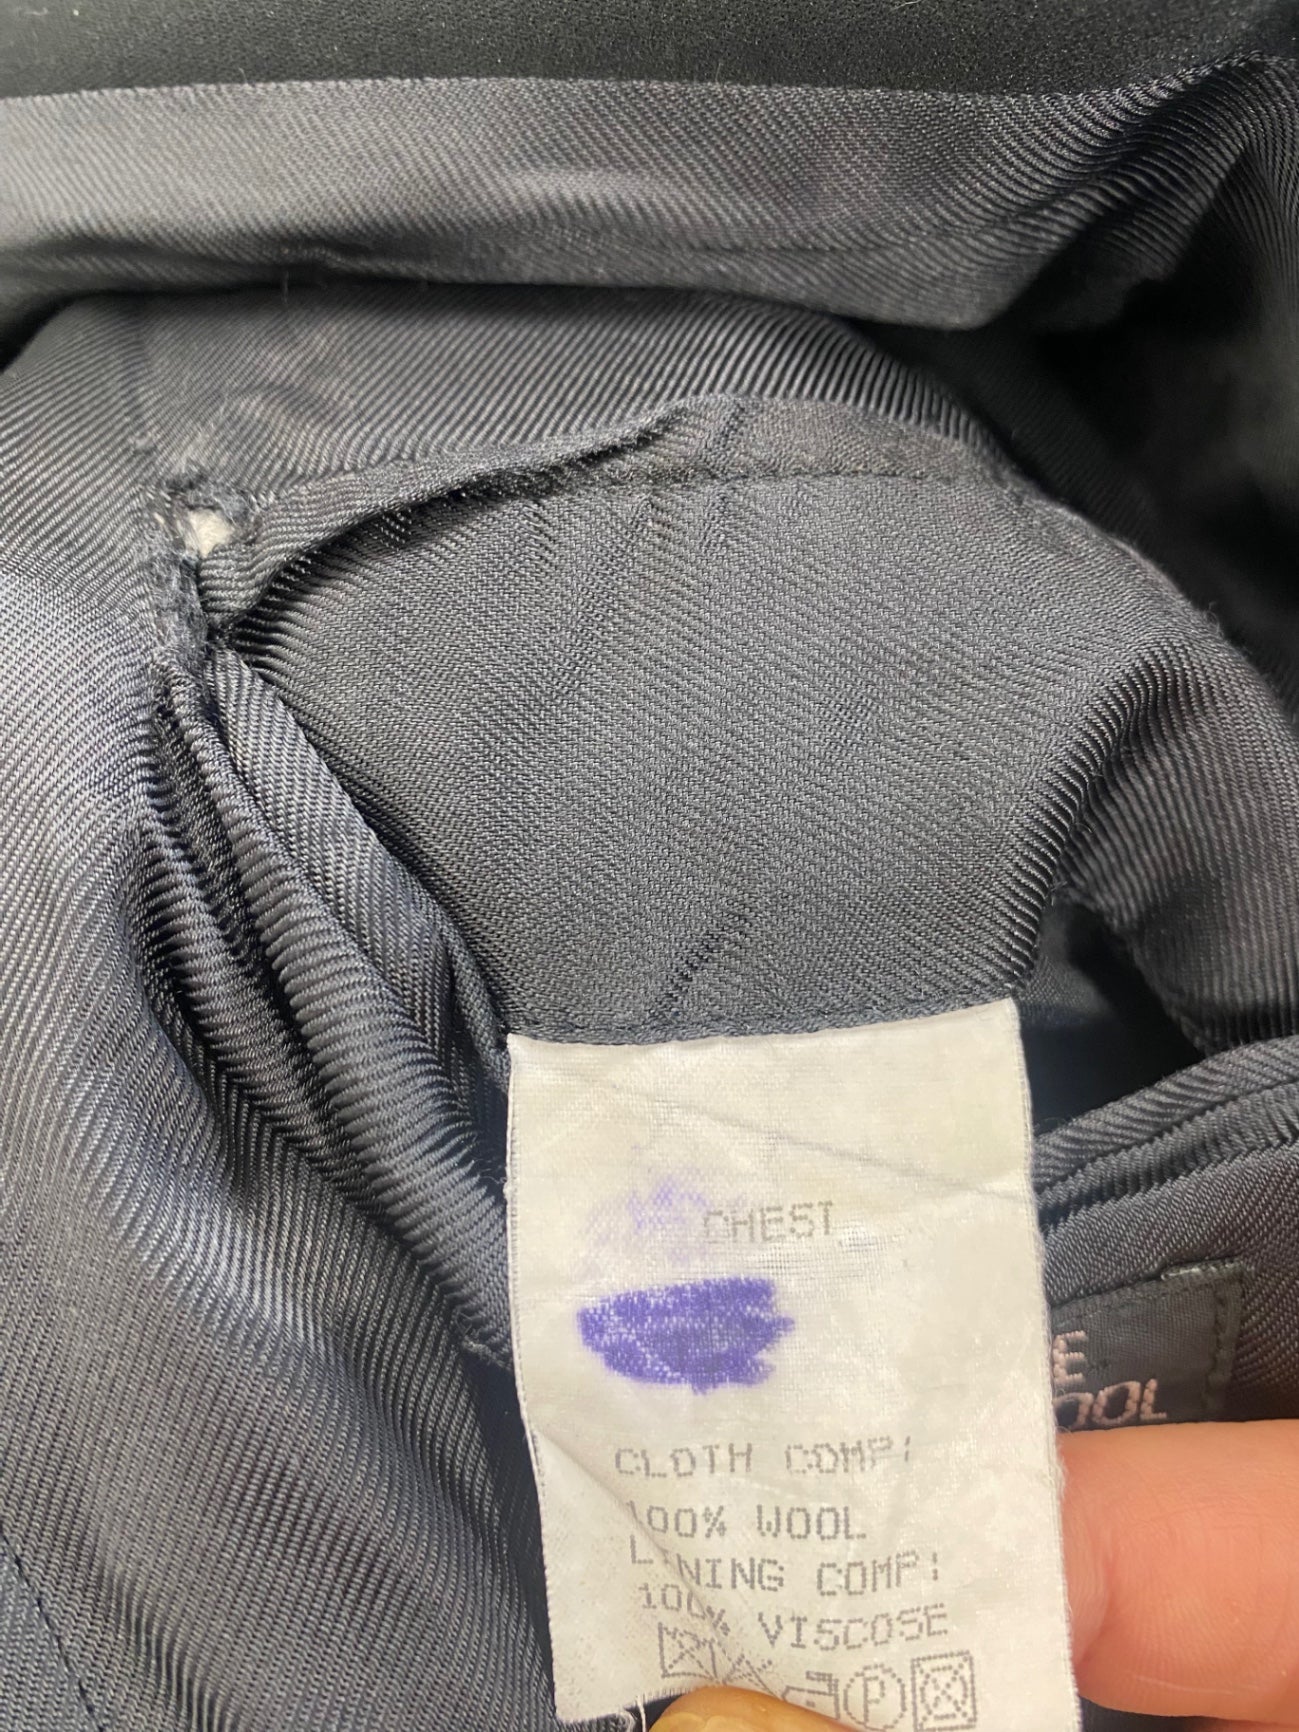 CHEST
CLOTH COMP:
100% WOOL
LINING COMP:
100% VISCOSE
P